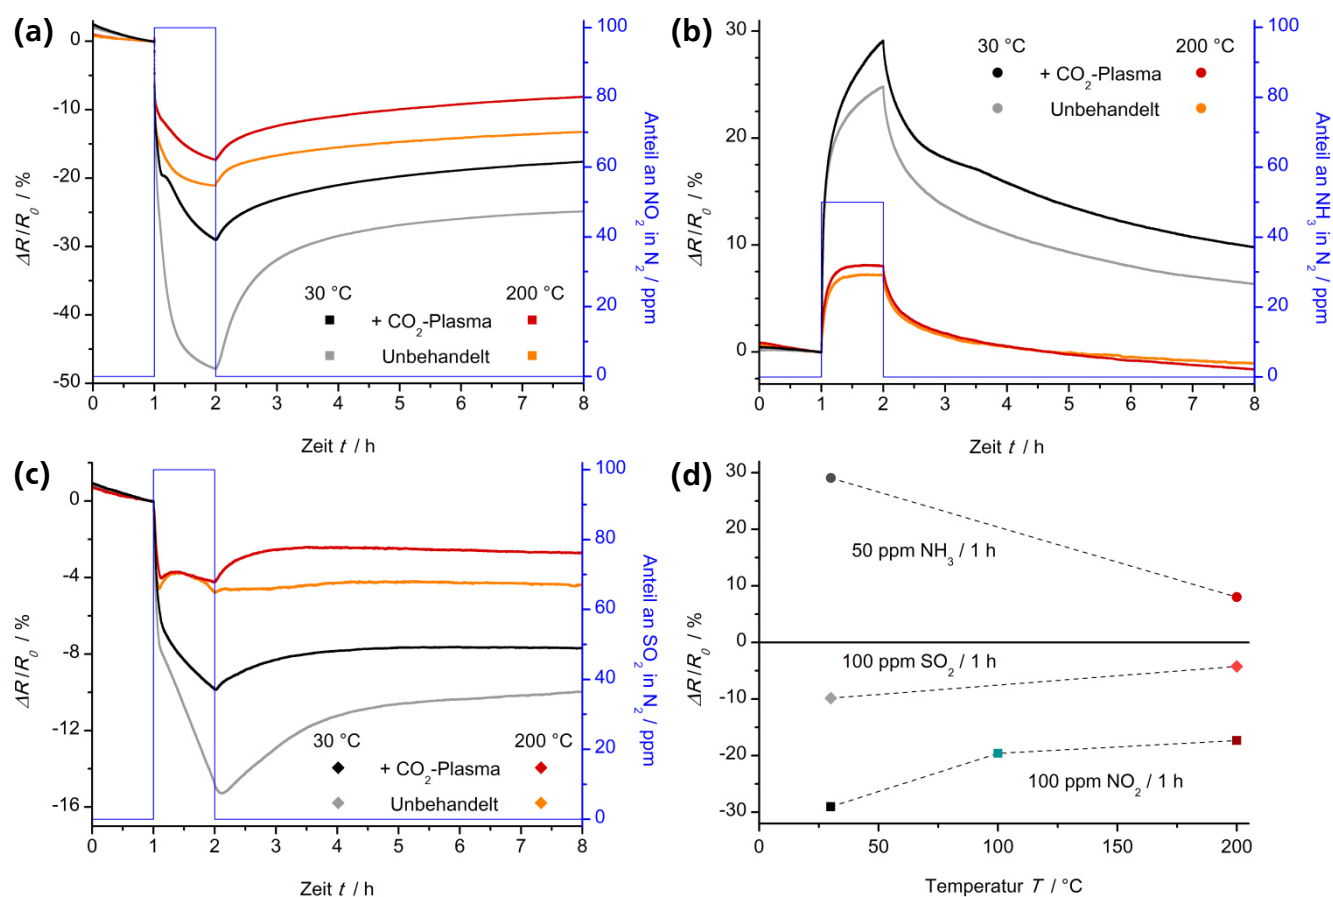 (a)
0
-10
-20
-30
-40
-50
ΔR/R₀ / %
0 1 2 3 4 5 6 7 8
Zeit t / h
100
80
60
40
20
0
Anteil an NO₂ in N₂ / ppm
30 °C 200 °C
+ CO₂-Plasma
Unbehandelt
(b)
30
20
10
0
ΔR/R₀ / %
0 1 2 3 4 5 6 7 8
Zeit t / h
100
80
60
40
20
0
Anteil an NH₃ in N₂ / ppm
30 °C 200 °C
+ CO₂-Plasma
Unbehandelt
(c)
0
-4
-8
-12
-16
ΔR/R₀ / %
0 1 2 3 4 5 6 7 8
Zeit t / h
100
80
60
40
20
0
Anteil an SO₂ in N₂ / ppm
30 °C 200 °C
+ CO₂-Plasma
Unbehandelt
(d)
30
20
10
0
-10
-20
-30
ΔR/R₀ / %
50 ppm NH₃ / 1 h
100 ppm SO₂ / 1 h
100 ppm NO₂ / 1 h
0 50 100 150 200
Temperatur T / °C